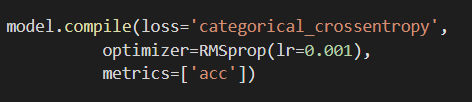 model.compile(loss='categorical_crossentropy',
optimizer=RMSprop(lr=0.001),
metrics=['acc'])